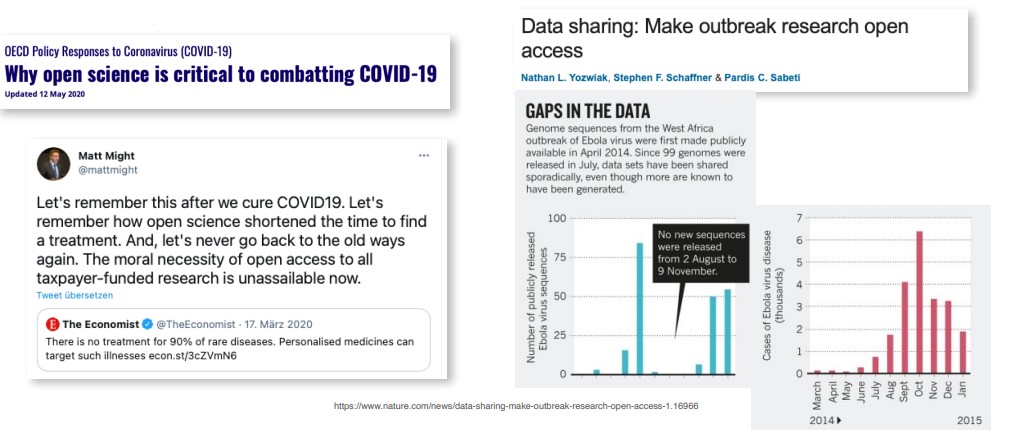 OECD Policy Responses to Coronavirus (COVID-19)
Why open science is critical to combatting COVID-19
Updated 12 May 2020
Matt Might
@mattmight
Let's remember this after we cure COVID19. Let's
remember how open science shortened the time to find
a treatment. And, let's never go back to the old ways
again. The moral necessity of open access to all
taxpayer-funded research is unassailable now.
Tweet übersetzen
The Economist @TheEconomist · 17. März 2020
There is no treatment for 90% of rare diseases. Personalised medicines can
target such illnesses econ.st/3cZVmN6
Data sharing: Make outbreak research open
access
Nathan L. Yozwiak, Stephen F. Schaffner & Pardis C. Sabeti
GAPS IN THE DATA
Genome sequences from the West Africa
outbreak of Ebola virus were first made publicly
available in April 2014. Since 99 genomes were
released in July, data sets have been shared
sporadically, even though more are known to
have been generated.
Number of publicly released
Ebola virus sequences
100
75
50
25
0
No new sequences
were released
from 2 August to
9 November.
Cases of Ebola virus disease
(thousands)
7
6
5
4
3
2
1
0
March
April
May
June
July
Aug
Sept
Oct
Nov
Dec
Jan
2014
2015
https://www.nature.com/news/data-sharing-make-outbreak-research-open-access-1.16966